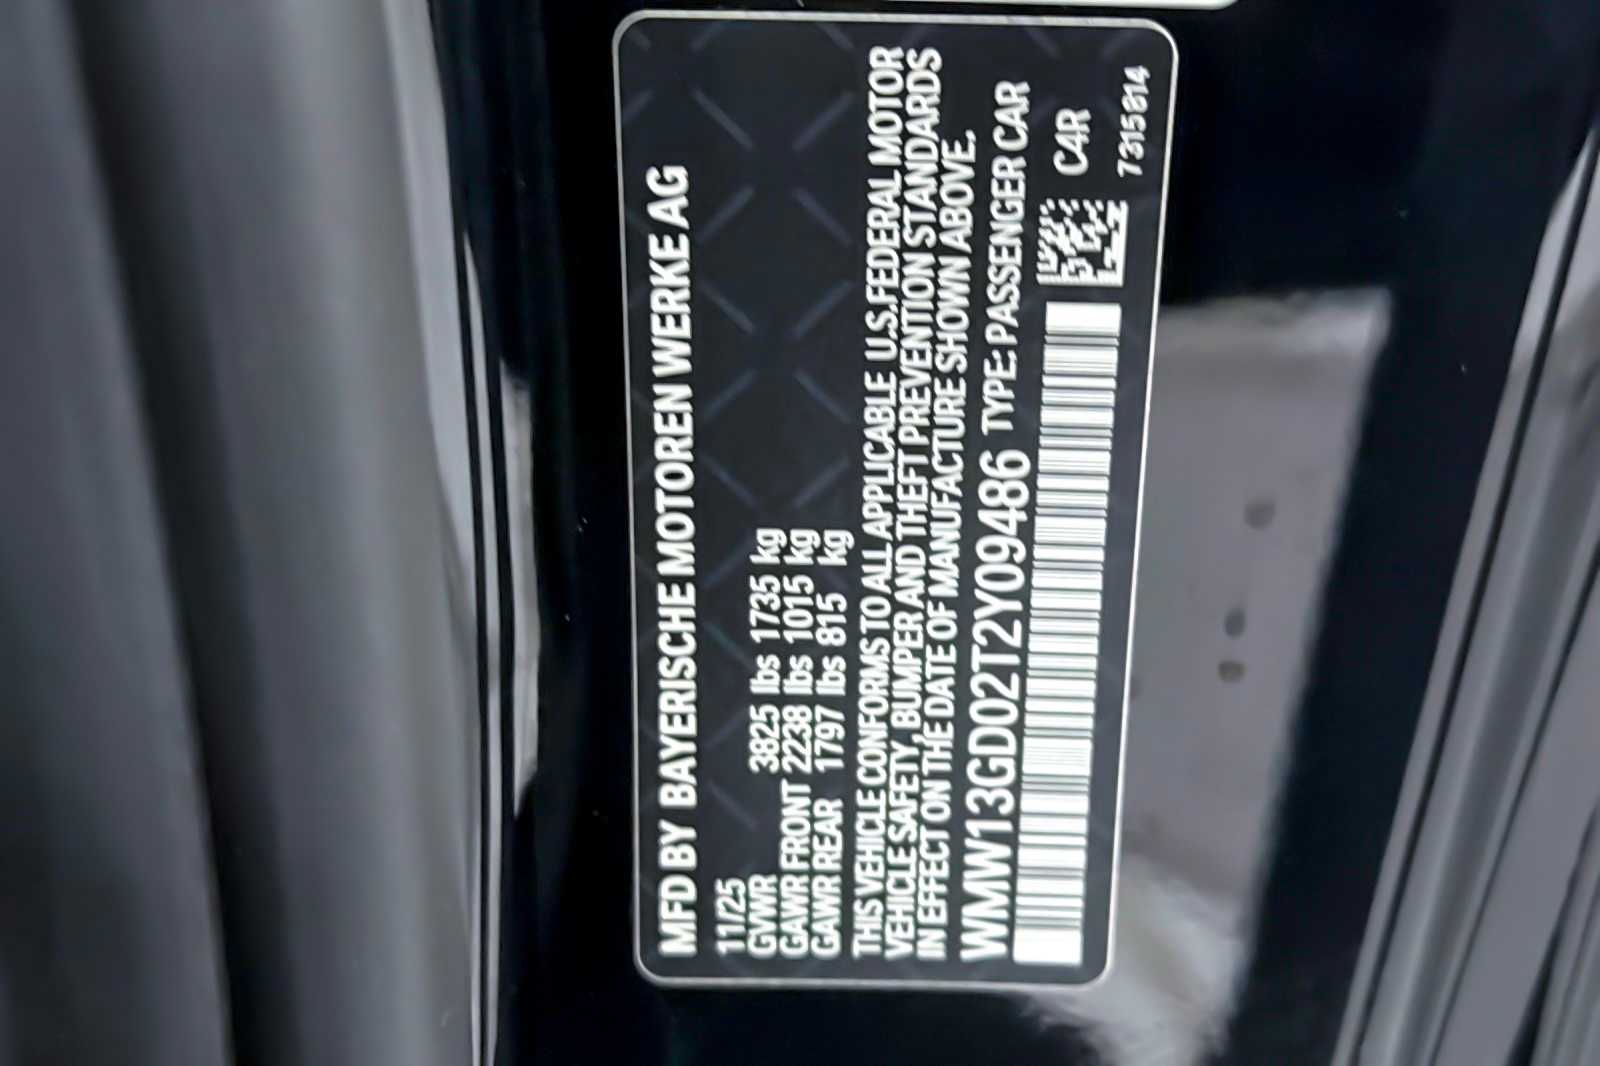 MFD BY BAYERISCHE MOTOREN WERKE AG
11/25
GVWR 3825 lbs 1735 kg
GAWR FRONT 2238 lbs 1015 kg
GAWR REAR 1797 lbs 815 kg
THIS VEHICLE CONFORMS TO ALL APPLICABLE U.S.FEDERAL MOTOR
VEHICLE SAFETY, BUMPER AND THEFT PREVENTION STANDARDS
IN EFFECT ON THE DATE OF MANUFACTURE SHOWN ABOVE.
WMW13GD02T2Y09486 TYPE: PASSENGER CAR
C4R
7315814